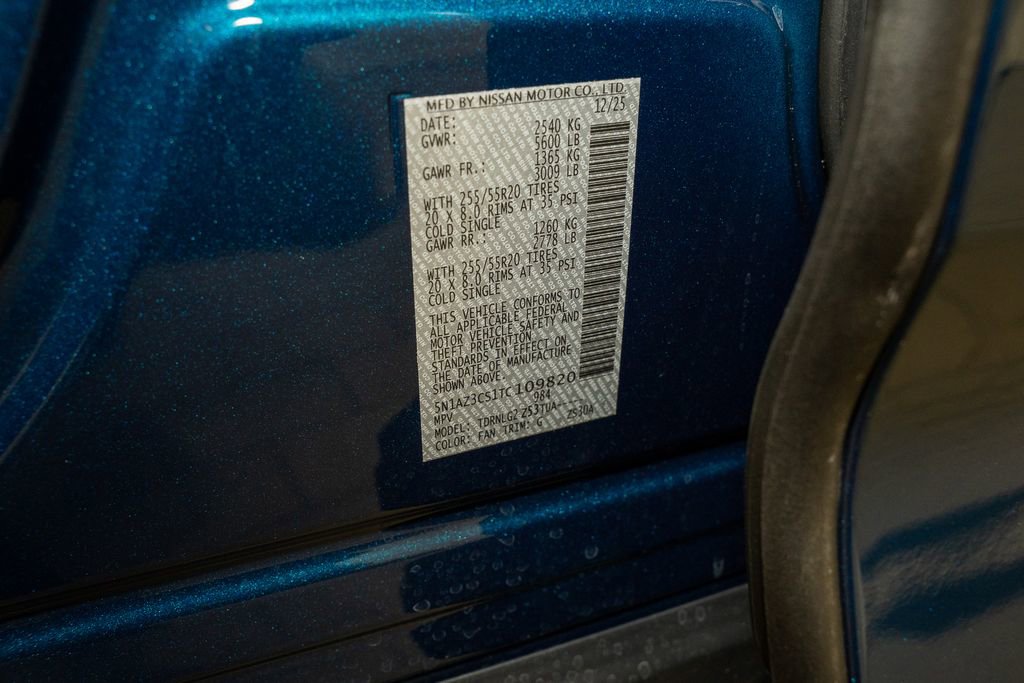 MFD BY NISSAN MOTOR CO., LTD.
DATE: 12/25
GVWR: 2540 KG
5600 LB
GAWR FR.: 1365 KG
3009 LB
WITH 255/55R20 TIRES
20 X 8.0 RIMS AT 35 PSI
COLD SINGLE
GAWR RR.: 1260 KG
2778 LB
WITH 255/55R20 TIRES
20 X 8.0 RIMS AT 35 PSI
COLD SINGLE
THIS VEHICLE CONFORMS TO
ALL APPLICABLE FEDERAL
MOTOR VEHICLE SAFETY AND
THEFT PREVENTION
STANDARDS IN EFFECT ON
THE DATE OF MANUFACTURE
SHOWN ABOVE.
5N1AZ3CS1TC109820
MPV 984
MODEL: TDRNLG2 Z53TUA-- Z530A
COLOR: FAN TRIM: G